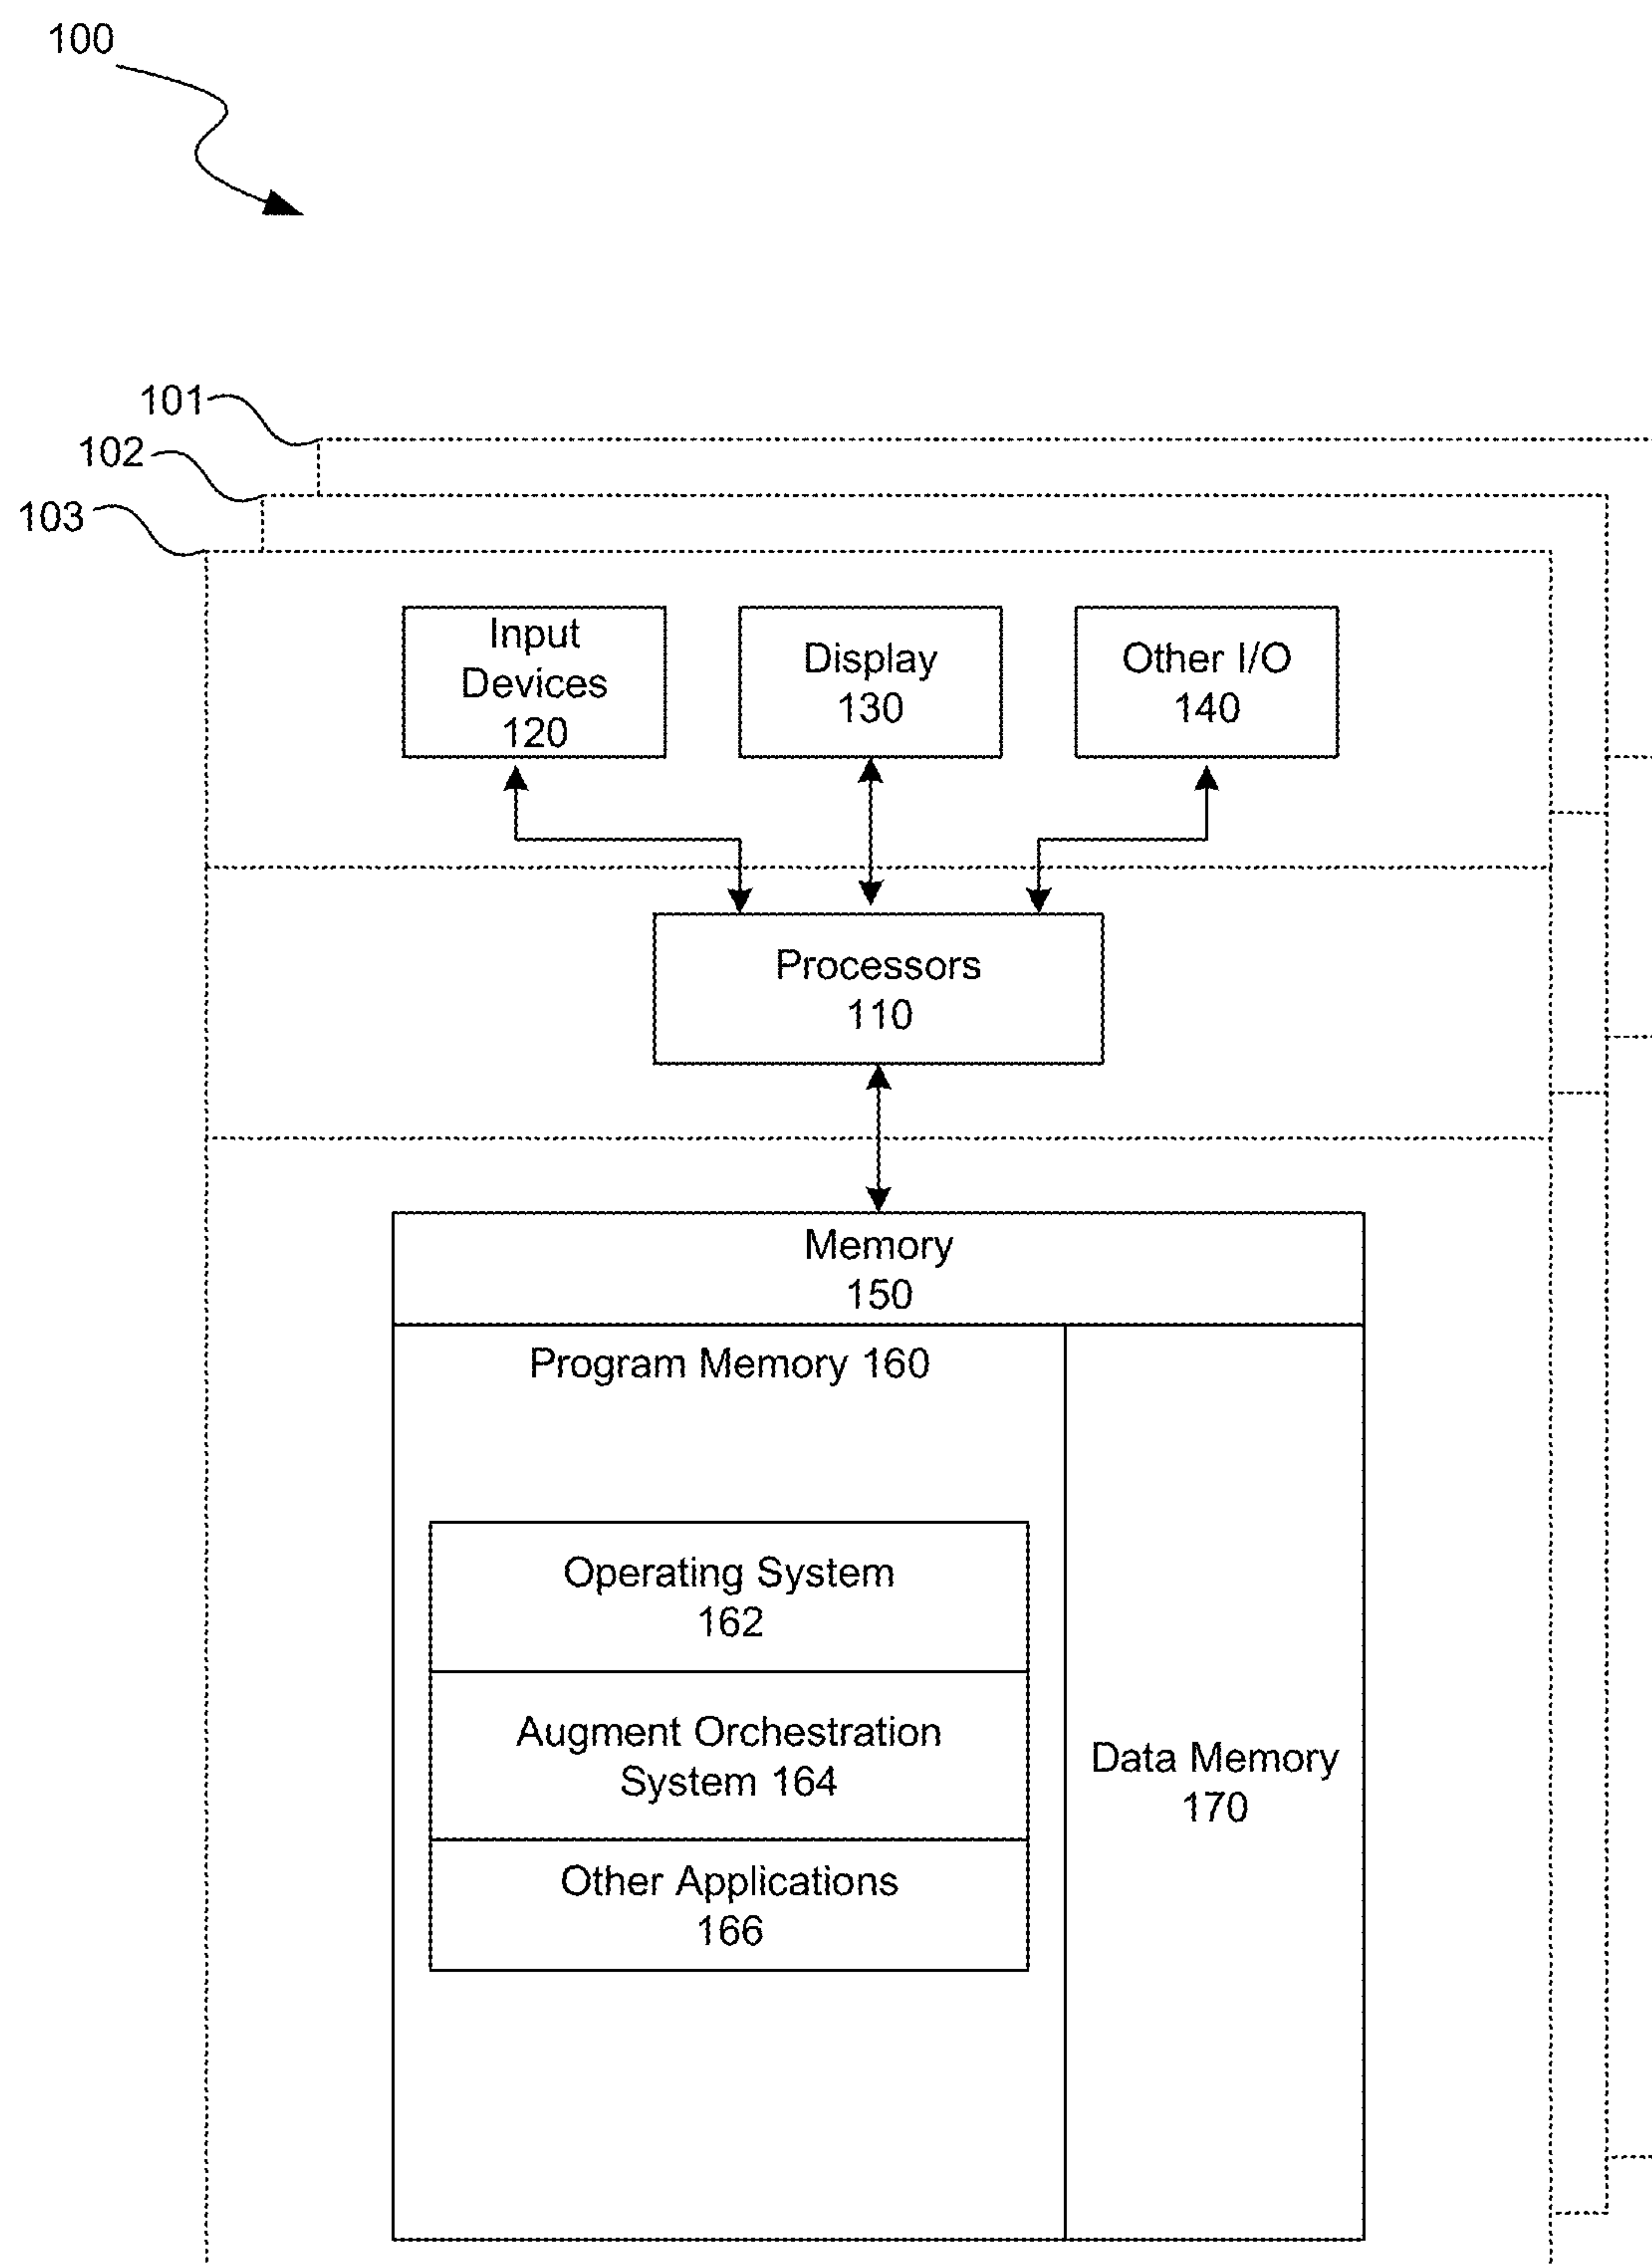 100
101
102
103
Input
Devices
120
Display
130
Other I/O
140
Processors
110
Memory
150
Program Memory 160
Operating System
162
Augment Orchestration
System 164
Other Applications
166
Data Memory
170